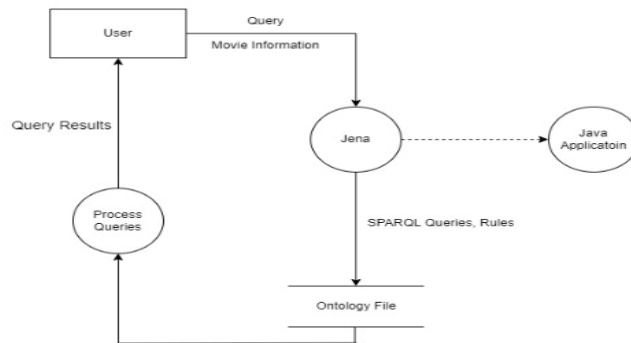 Query
User
Movie Information
Query Results
Jena
Java
Applicatoin
Process
Queries
SPARQL Queries, Rules
Ontology File